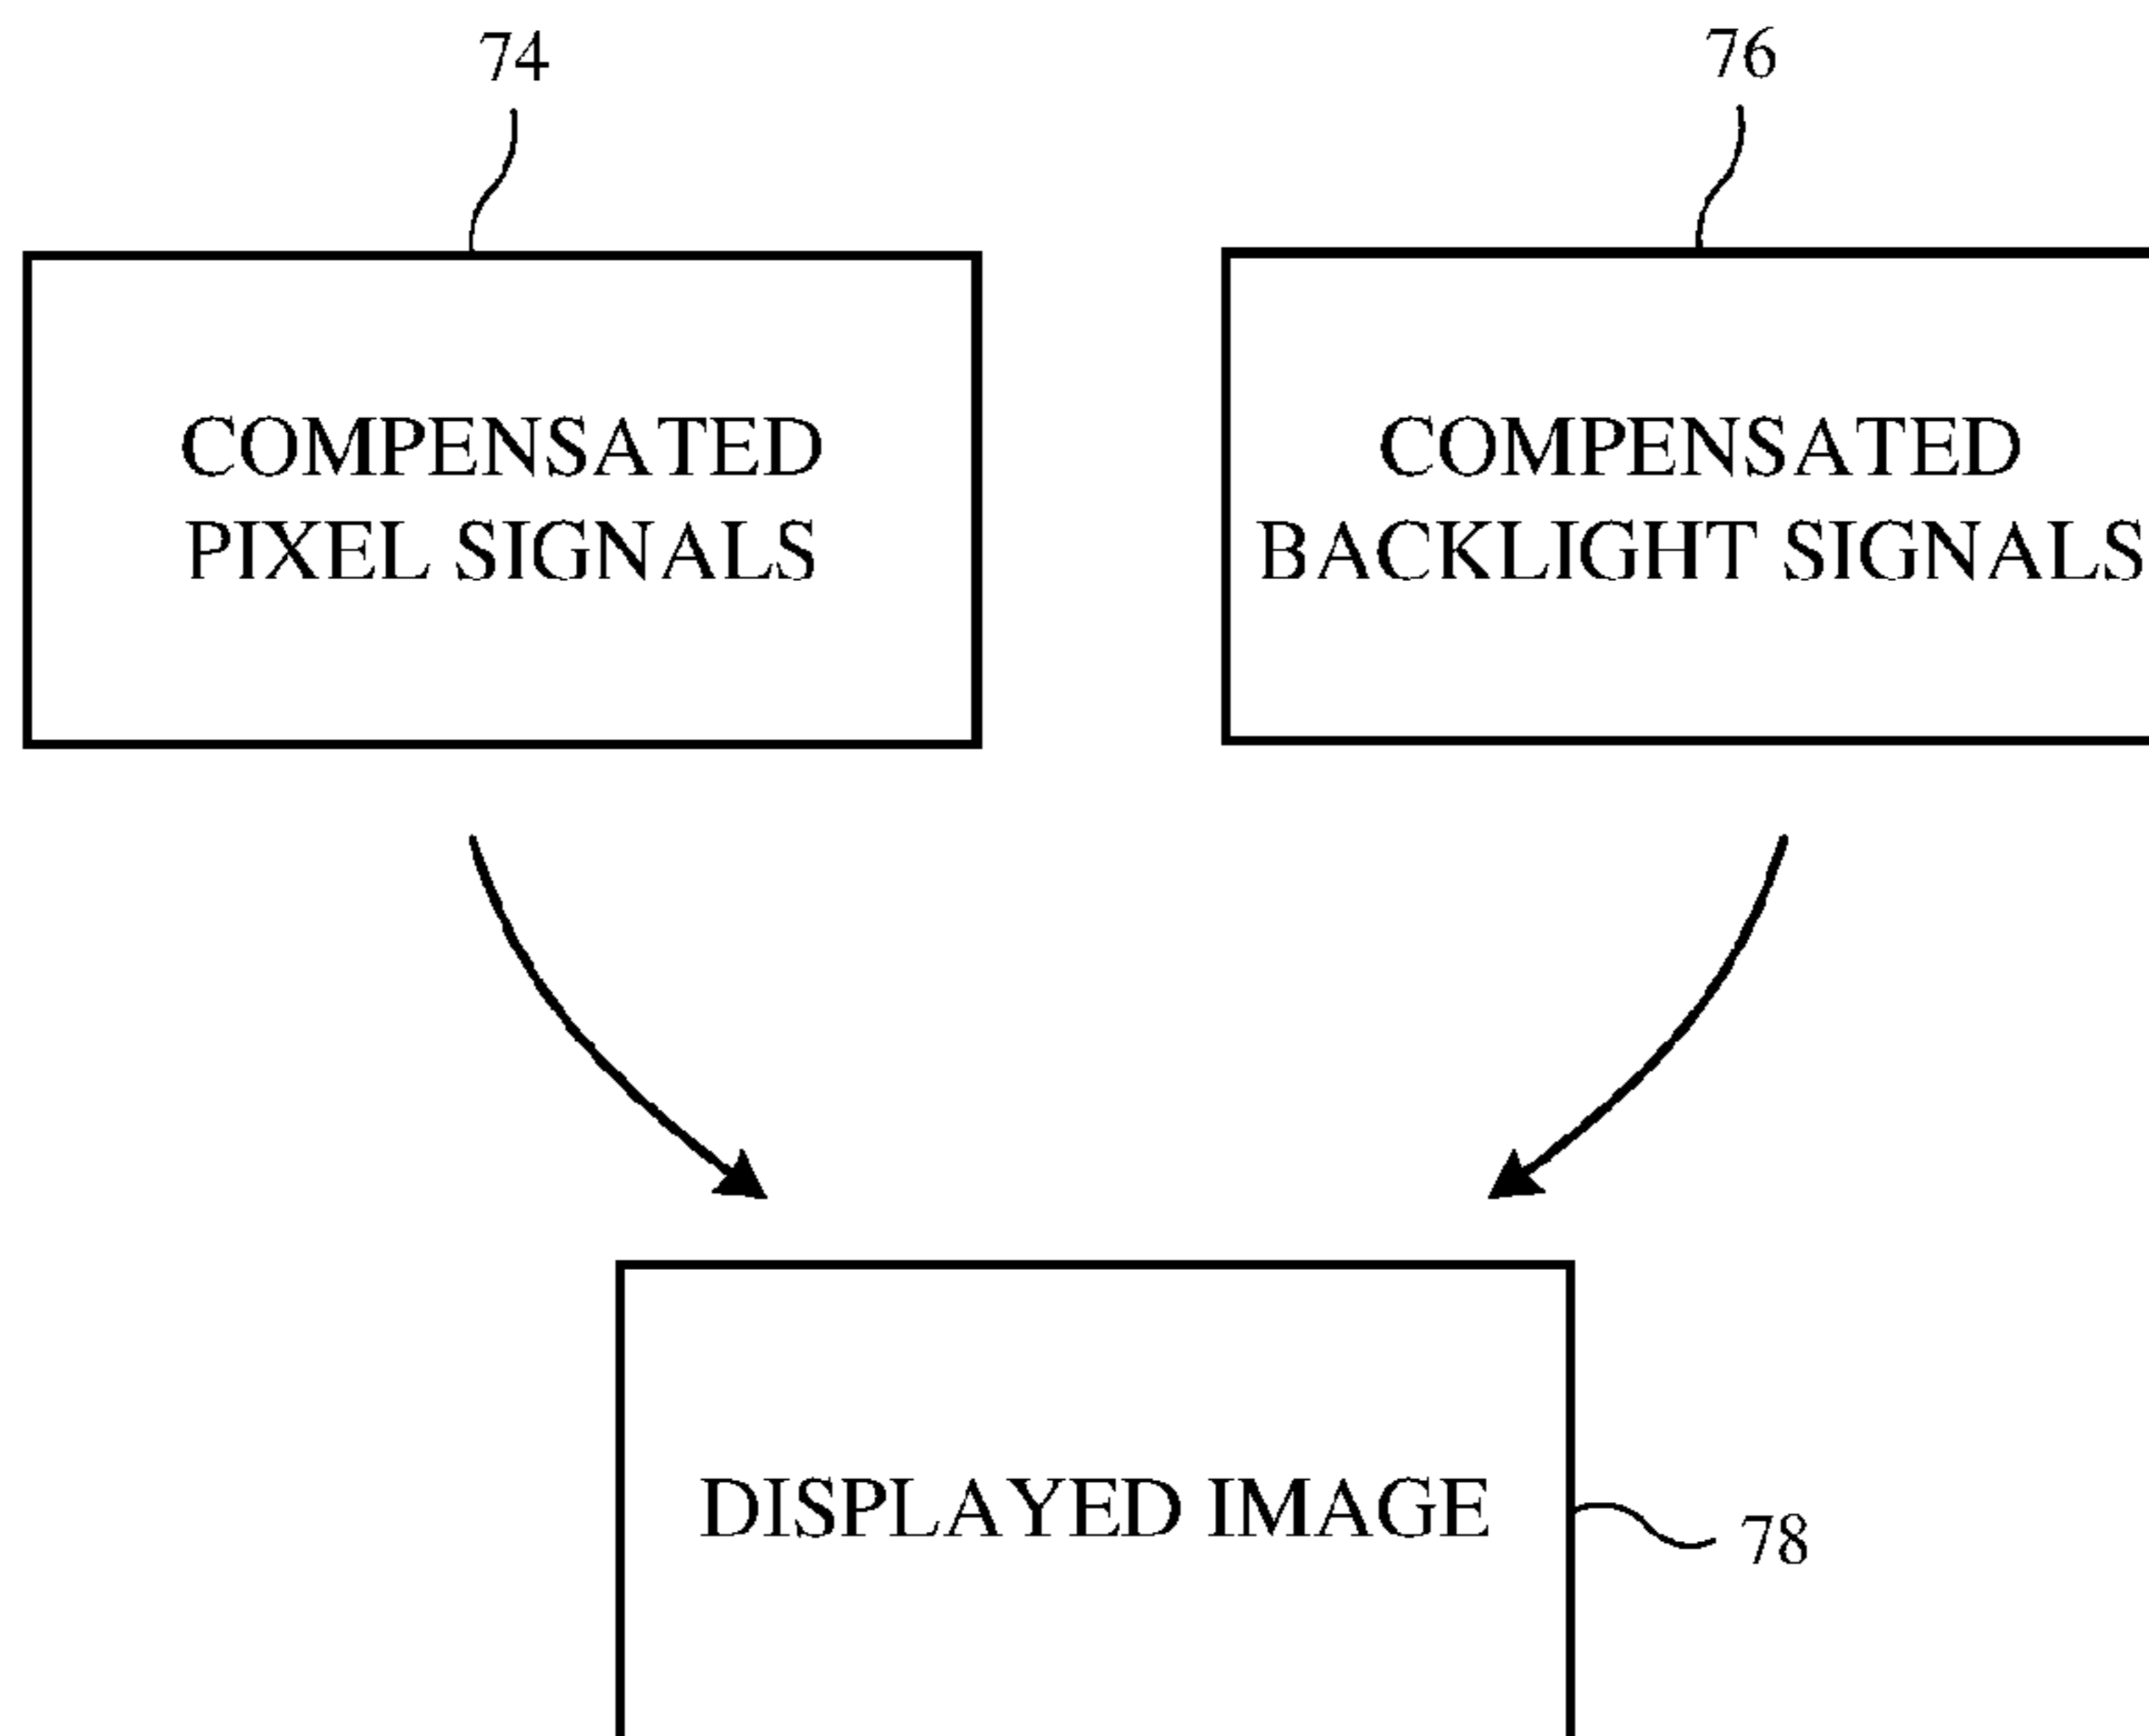 74
76
COMPENSATED
PIXEL SIGNALS
COMPENSATED
BACKLIGHT SIGNALS
DISPLAYED IMAGE
78